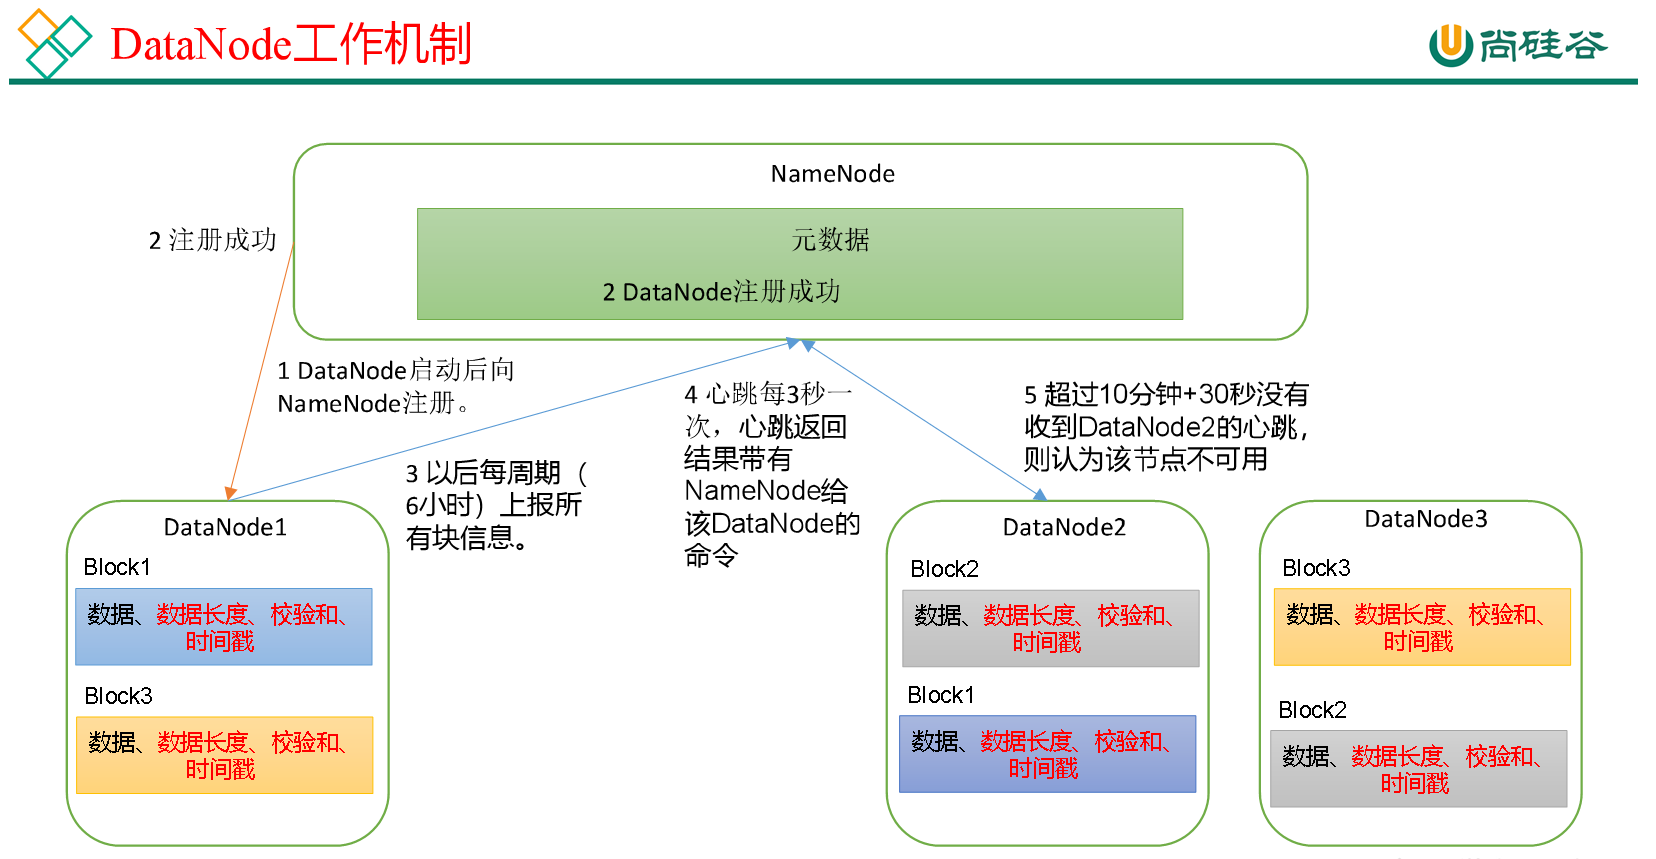 DataNode工作机制
尚硅谷
NameNode
元数据
2 DataNode注册成功
2 注册成功
1 DataNode启动后向
NameNode注册。
3 以后每周期（
6小时）上报所
有块信息。
4 心跳每3秒一
次，心跳返回
结果带有
NameNode给
该DataNode的
命令
5 超过10分钟+30秒没有
收到DataNode2的心跳，
则认为该节点不可用
DataNode1
Block1
数据、数据长度、校验和、
时间戳
Block3
数据、数据长度、校验和、
时间戳
DataNode2
Block2
数据、数据长度、校验和、
时间戳
Block1
数据、数据长度、校验和、
时间戳
DataNode3
Block3
数据、数据长度、校验和、
时间戳
Block2
数据、数据长度、校验和、
时间戳